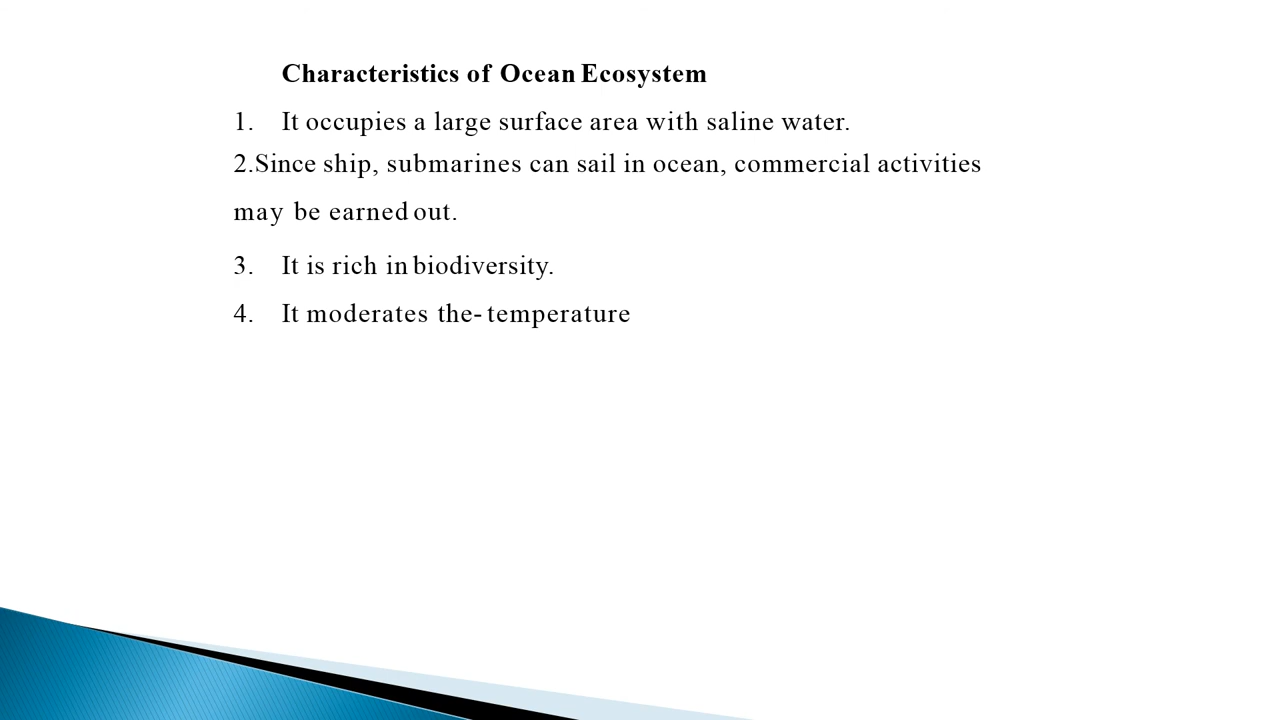 Characteristics of Ocean Ecosystem
1. It occupies a large surface area with saline water.
2.Since ship, submarines can sail in ocean, commercial activities
may be earned out.
3. It is rich in biodiversity.
4. It moderates the- temperature